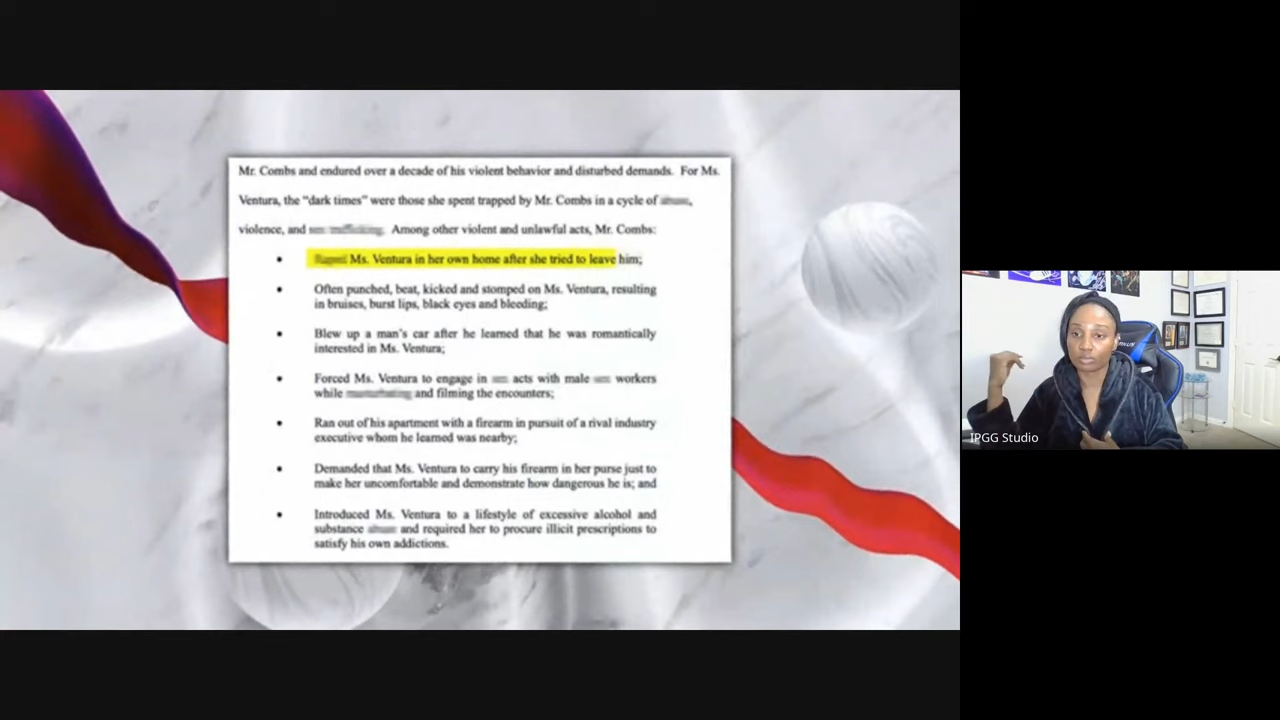 Mr. Combs and endured over a decade of his violent behavior and disturbed demands. For Ms.
Ventura, the “dark times” were those she spent trapped by Mr. Combs in a cycle of
violence, and Among other violent and unlawful acts, Mr. Combs:
• Ms. Ventura in her own home after she tried to leave him;
• Often punched, beat, kicked and stomped on Ms. Ventura, resulting
in bruises, burst lips, black eyes and bleeding;
• Blew up a man’s car after he learned that he was romantically
interested in Ms. Ventura;
• Forced Ms. Ventura to engage in acts with male workers
while and filming the encounters;
• Ran out of his apartment with a firearm in pursuit of a rival industry
executive whom he learned was nearby;
• Demanded that Ms. Ventura to carry his firearm in her purse just to
make her uncomfortable and demonstrate how dangerous he is; and
• Introduced Ms. Ventura to a lifestyle of excessive alcohol and
substance and required her to procure illicit prescriptions to
satisfy his own addictions.
IPGG Studio